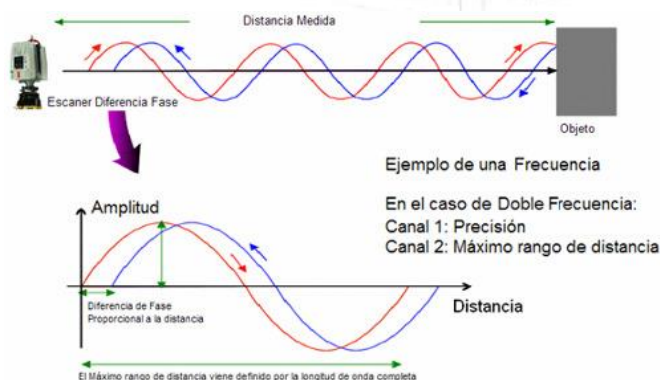 Distancia Medida
Escaner Diferencia Fase
Objeto
Ejemplo de una Frecuencia
En el caso de Doble Frecuencia:
Canal 1: Precisión
Canal 2: Máximo rango de distancia
Amplitud
Distancia
Diferencia de Fase
Proporcional a la distancia
El Máximo rango de distancia viene definido por la longitud de onda completa